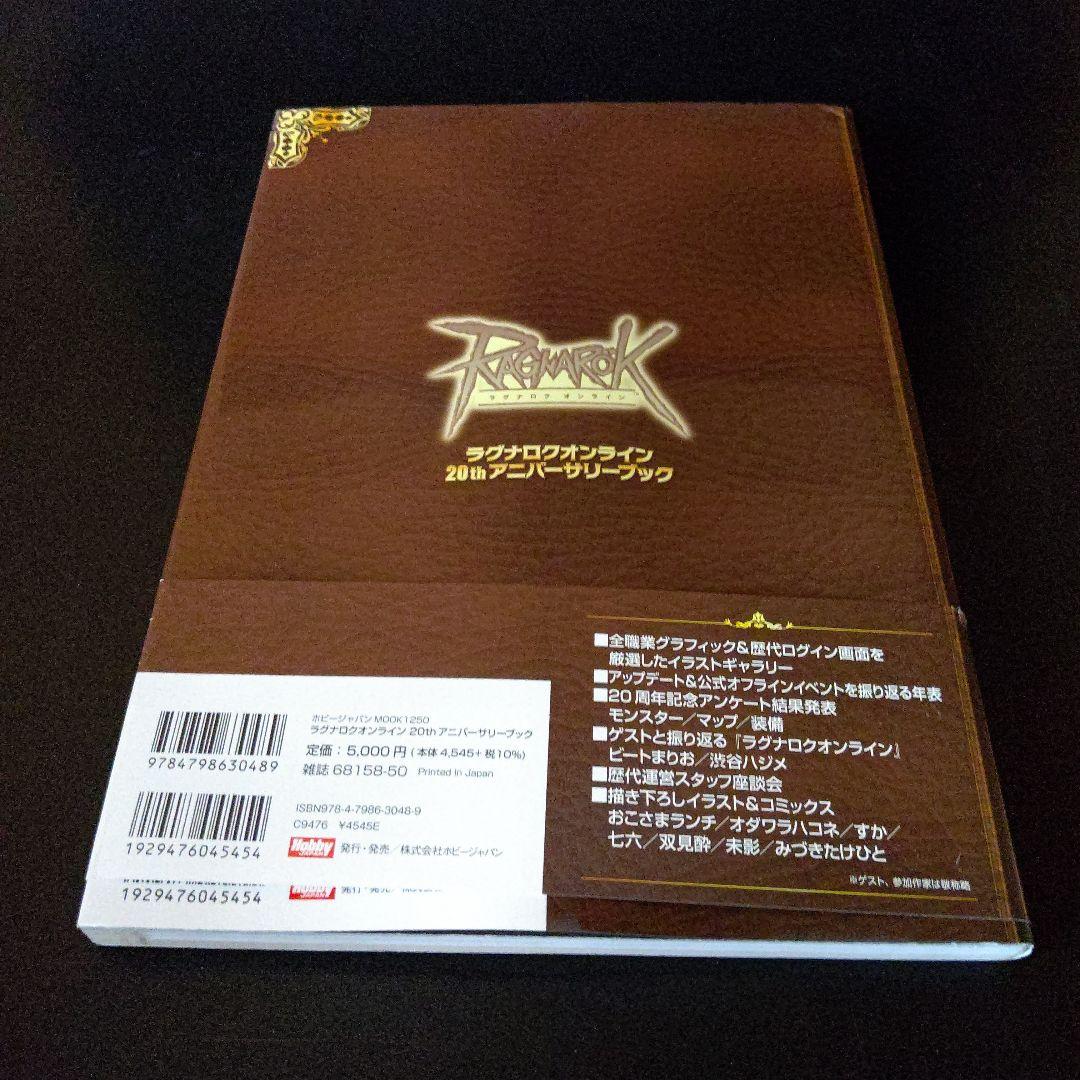 RAGNAROK
ラグナロク オンライン
ラグナロクオンライン
20th アニバーサリーブック
■全職業グラフィック&歴代ログイン画面を
厳選したイラストギャラリー
■アップデート&公式オフラインイベントを振り返る年表
■20周年記念アンケート結果発表
モンスター/マップ/装備
■ゲストと振り返る『ラグナロクオンライン』
ビートまりお/渋谷ハジメ
■歴代運営スタッフ座談会
■描き下ろしイラスト&コミックス
おこさまランチ/オダワラハコネ/すか/
七六/双見酔/未影/みづきたけひと
※ゲスト、参加作家は敬称略
ホビージャパンMOOK1250
ラグナロクオンライン 20thアニバーサリーブック
定価:5,000円(本体4,545+税10%)
雑誌 68158-50 Printed in Japan
9784798630489
ISBN978-4-7986-3048-9
C9476 ¥4545E
Hobby JAPAN 発行・発売/株式会社ホビージャパン
1929476045454
1929476045454